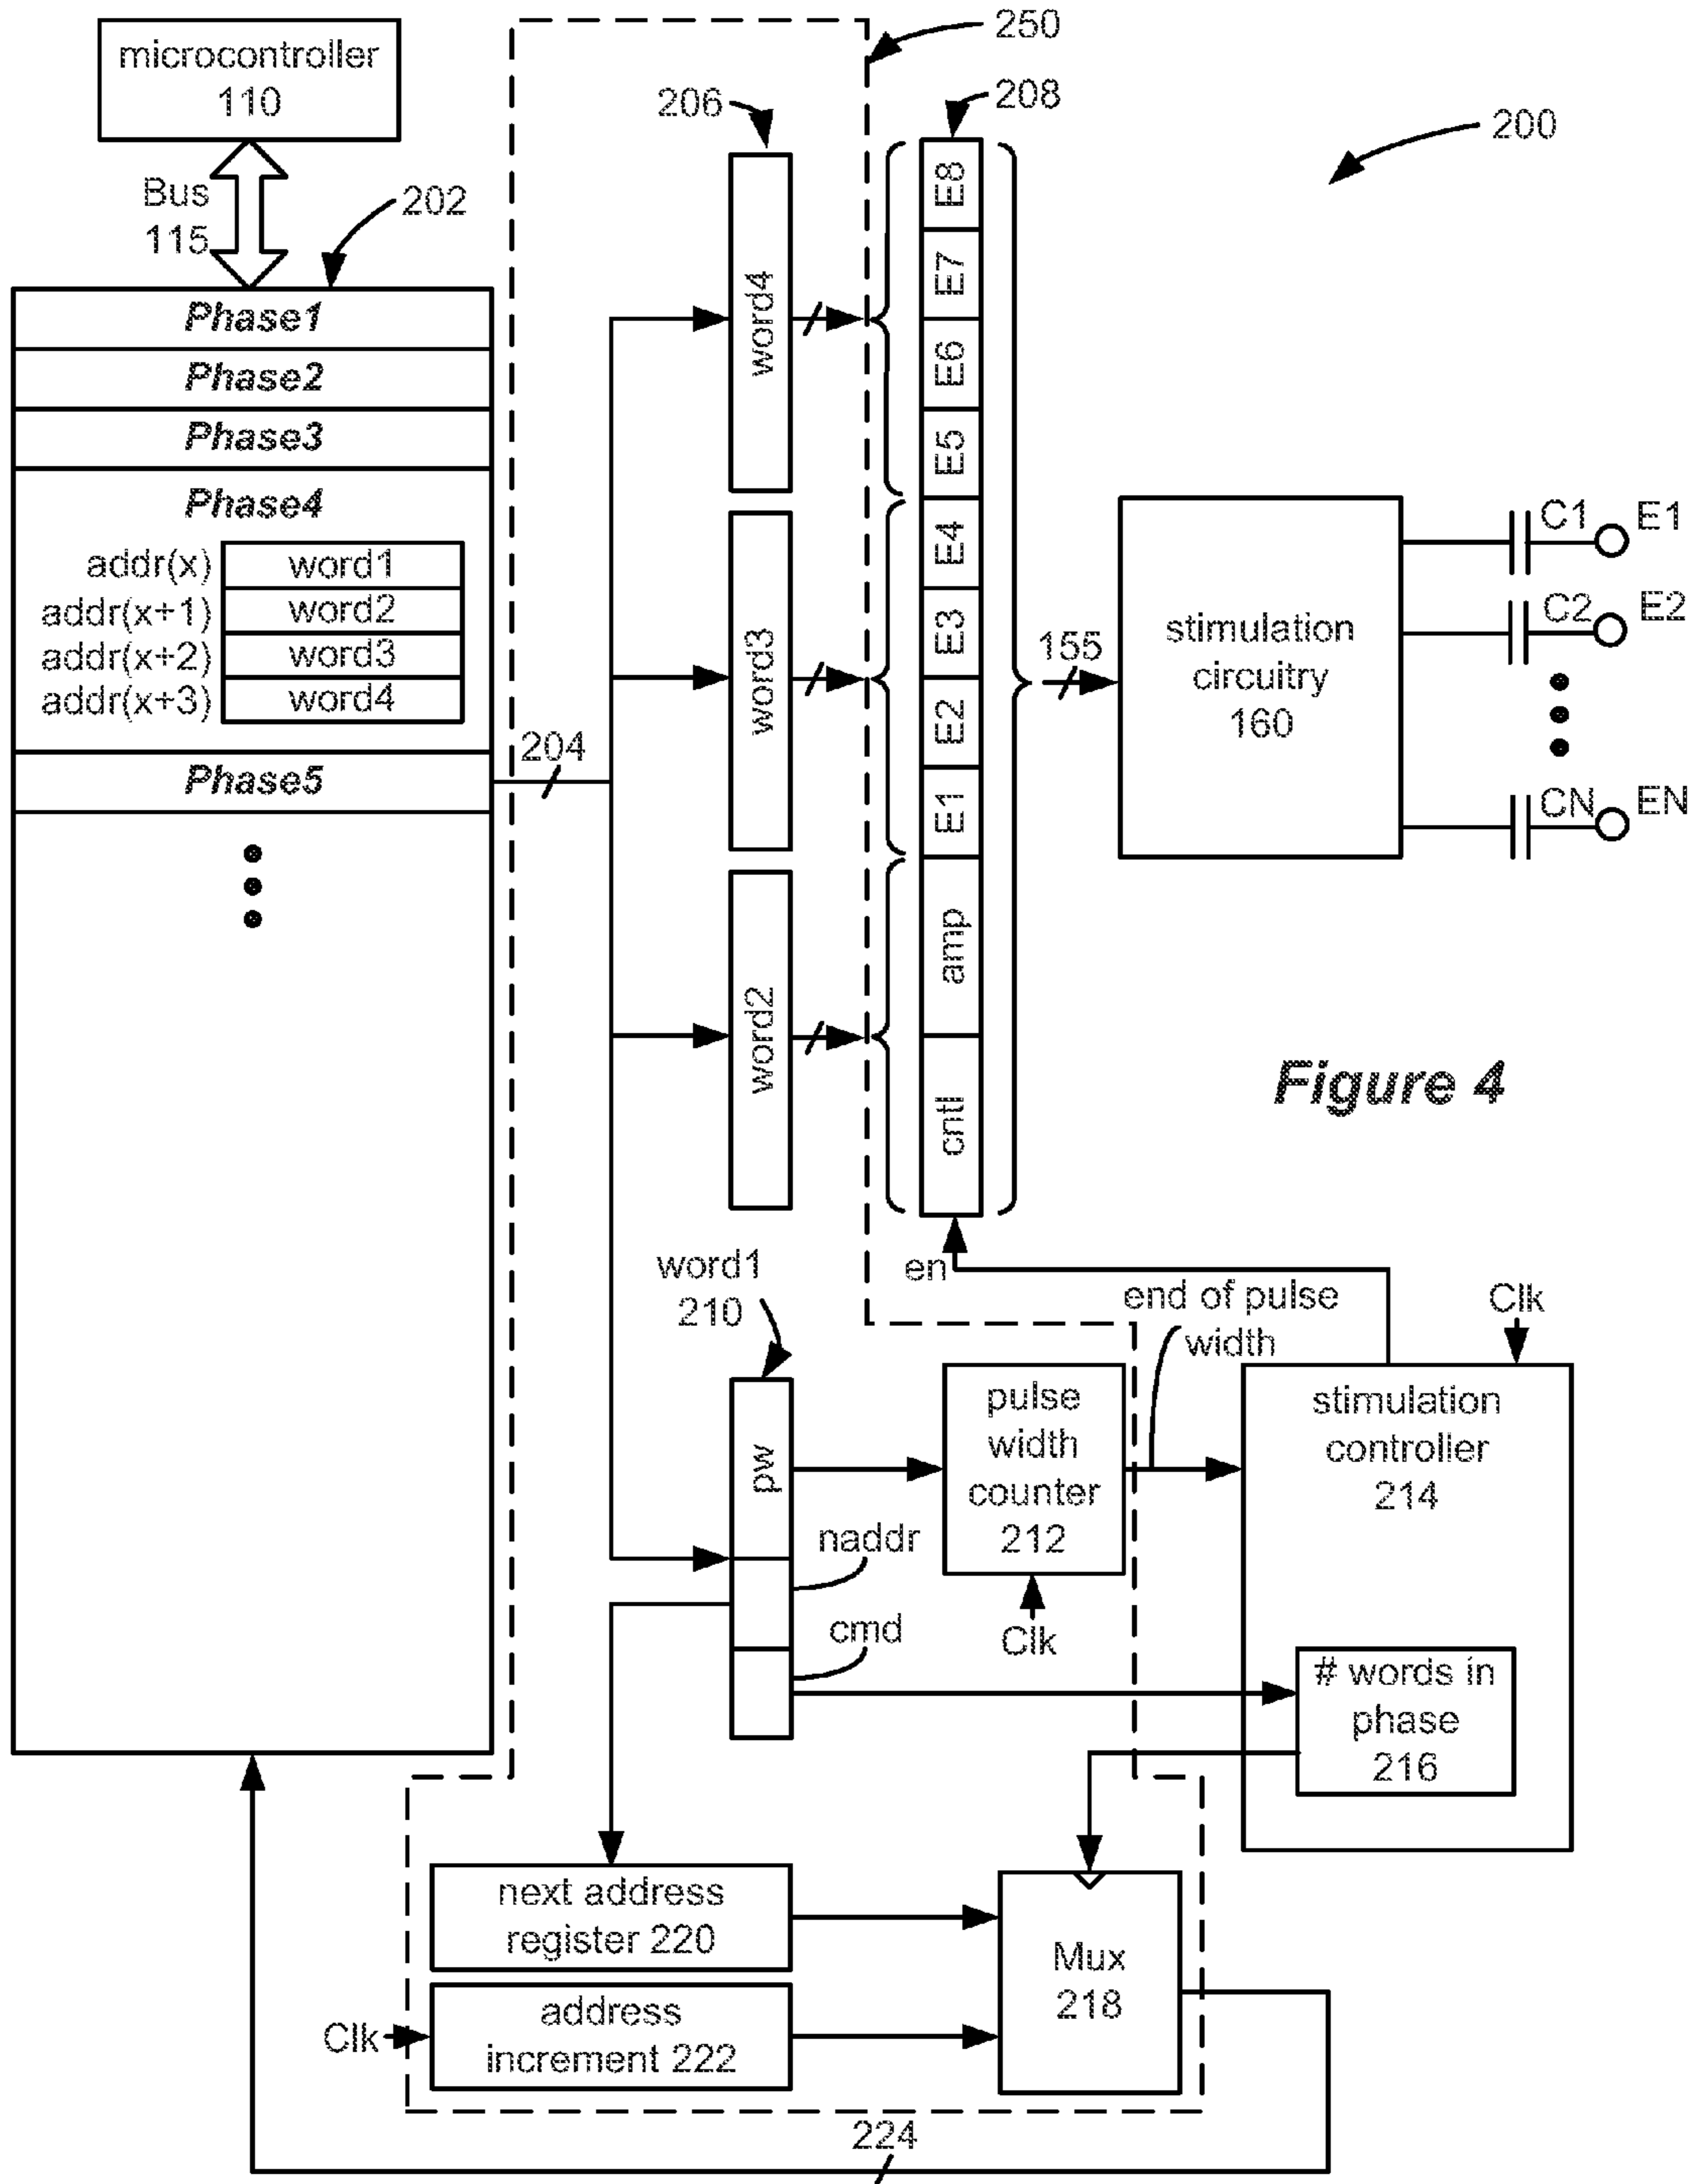 microcontroller
110
Bus
115
202
Phase1
Phase2
Phase3
Phase4
addr(x) word1
addr(x+1) word2
addr(x+2) word3
addr(x+3) word4
Phase5
204
250
206
208
200
word4
word3
word2
E8
E7
E6
E5
E4
E3
E2
E1
amp
cntl
155
stimulation
circuitry
160
C1 E1
C2 E2
CN EN
Figure 4
en
word1
210
pw
naddr
cmd
pulse
width
counter
212
Clk
end of pulse
width
Clk
stimulation
controller
214
# words in
phase
216
next address
register 220
Clk
address
increment 222
Mux
218
224